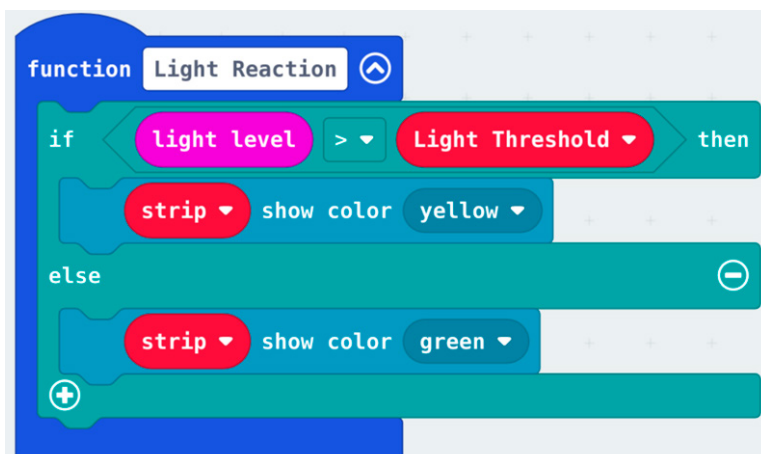 function Light Reaction
if light level > Light Threshold then
strip show color yellow
else
strip show color green